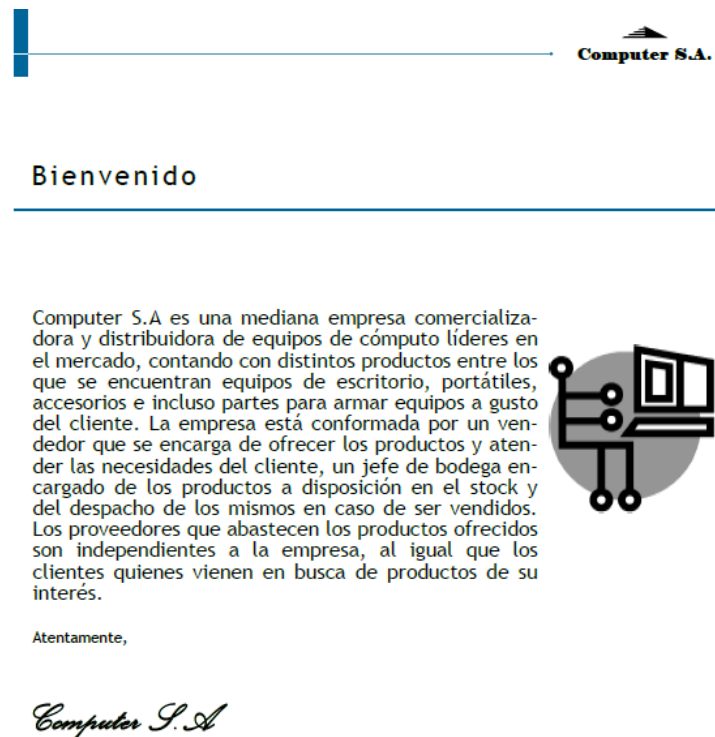 Computer S.A.
Bienvenido
Computer S.A es una mediana empresa comercializa-
dora y distribuidora de equipos de cómputo líderes en
el mercado, contando con distintos productos entre los
que se encuentran equipos de escritorio, portátiles,
accesorios e incluso partes para armar equipos a gusto
del cliente. La empresa está conformada por un ven-
dedor que se encarga de ofrecer los productos y aten-
der las necesidades del cliente, un jefe de bodega en-
cargado de los productos a disposición en el stock y
del despacho de los mismos en caso de ser vendidos.
Los proveedores que abastecen los productos ofrecidos
son independientes a la empresa, al igual que los
clientes quienes vienen en busca de productos de su
interés.
Atentamente,
Computer S. A